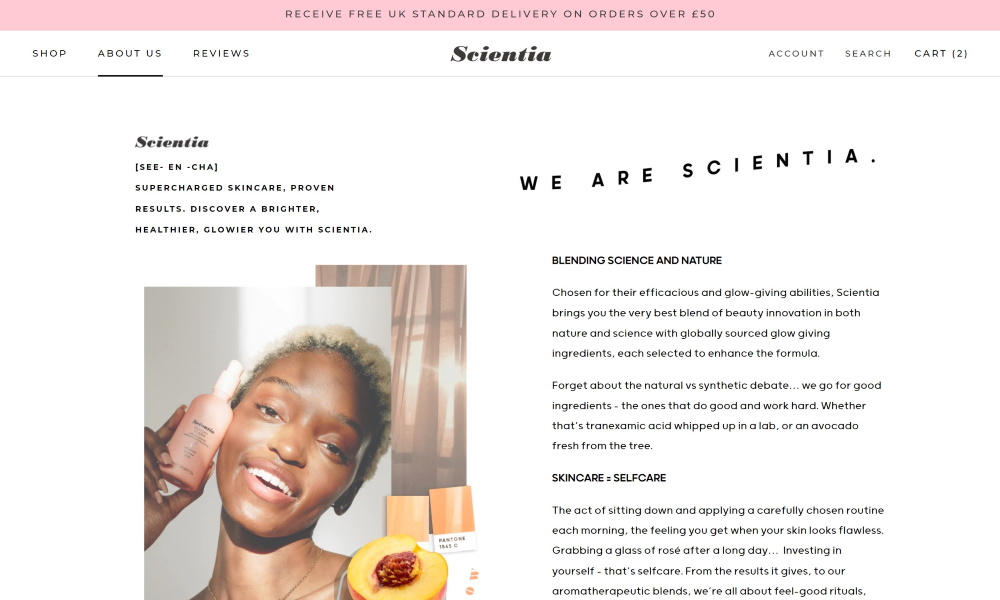 RECEIVE FREE UK STANDARD DELIVERY ON ORDERS OVER £50
SHOP
ABOUT US
REVIEWS
Scientia
ACCOUNT
SEARCH
CART (2)
Scientia
[SEE- EN -CHA]
SUPERCHARGED SKINCARE, PROVEN
RESULTS. DISCOVER A BRIGHTER,
HEALTHIER, GLOWIER YOU WITH SCIENTIA.
Scientia
PANTONE
WE ARE SCIENTIA.
BLENDING SCIENCE AND NATURE
Chosen for their efficacious and glow-giving abilities, Scientia
brings you the very best blend of beauty innovation in both
nature and science with globally sourced glow giving
ingredients, each selected to enhance the formula.
Forget about the natural vs synthetic debate... we go for good
ingredients - the ones that do good and work hard. Whether
that's tranexamic acid whipped up in a lab, or an avocado
fresh from the tree.
SKINCARE = SELFCARE
The act of sitting down and applying a carefully chosen routine
each morning, the feeling you get when your skin looks flawless.
Grabbing a glass of rosé after a long day... Investing in
yourself - that's selfcare. From the results it gives, to our
aromatherapeutic blends, we're all about feel-good rituals,